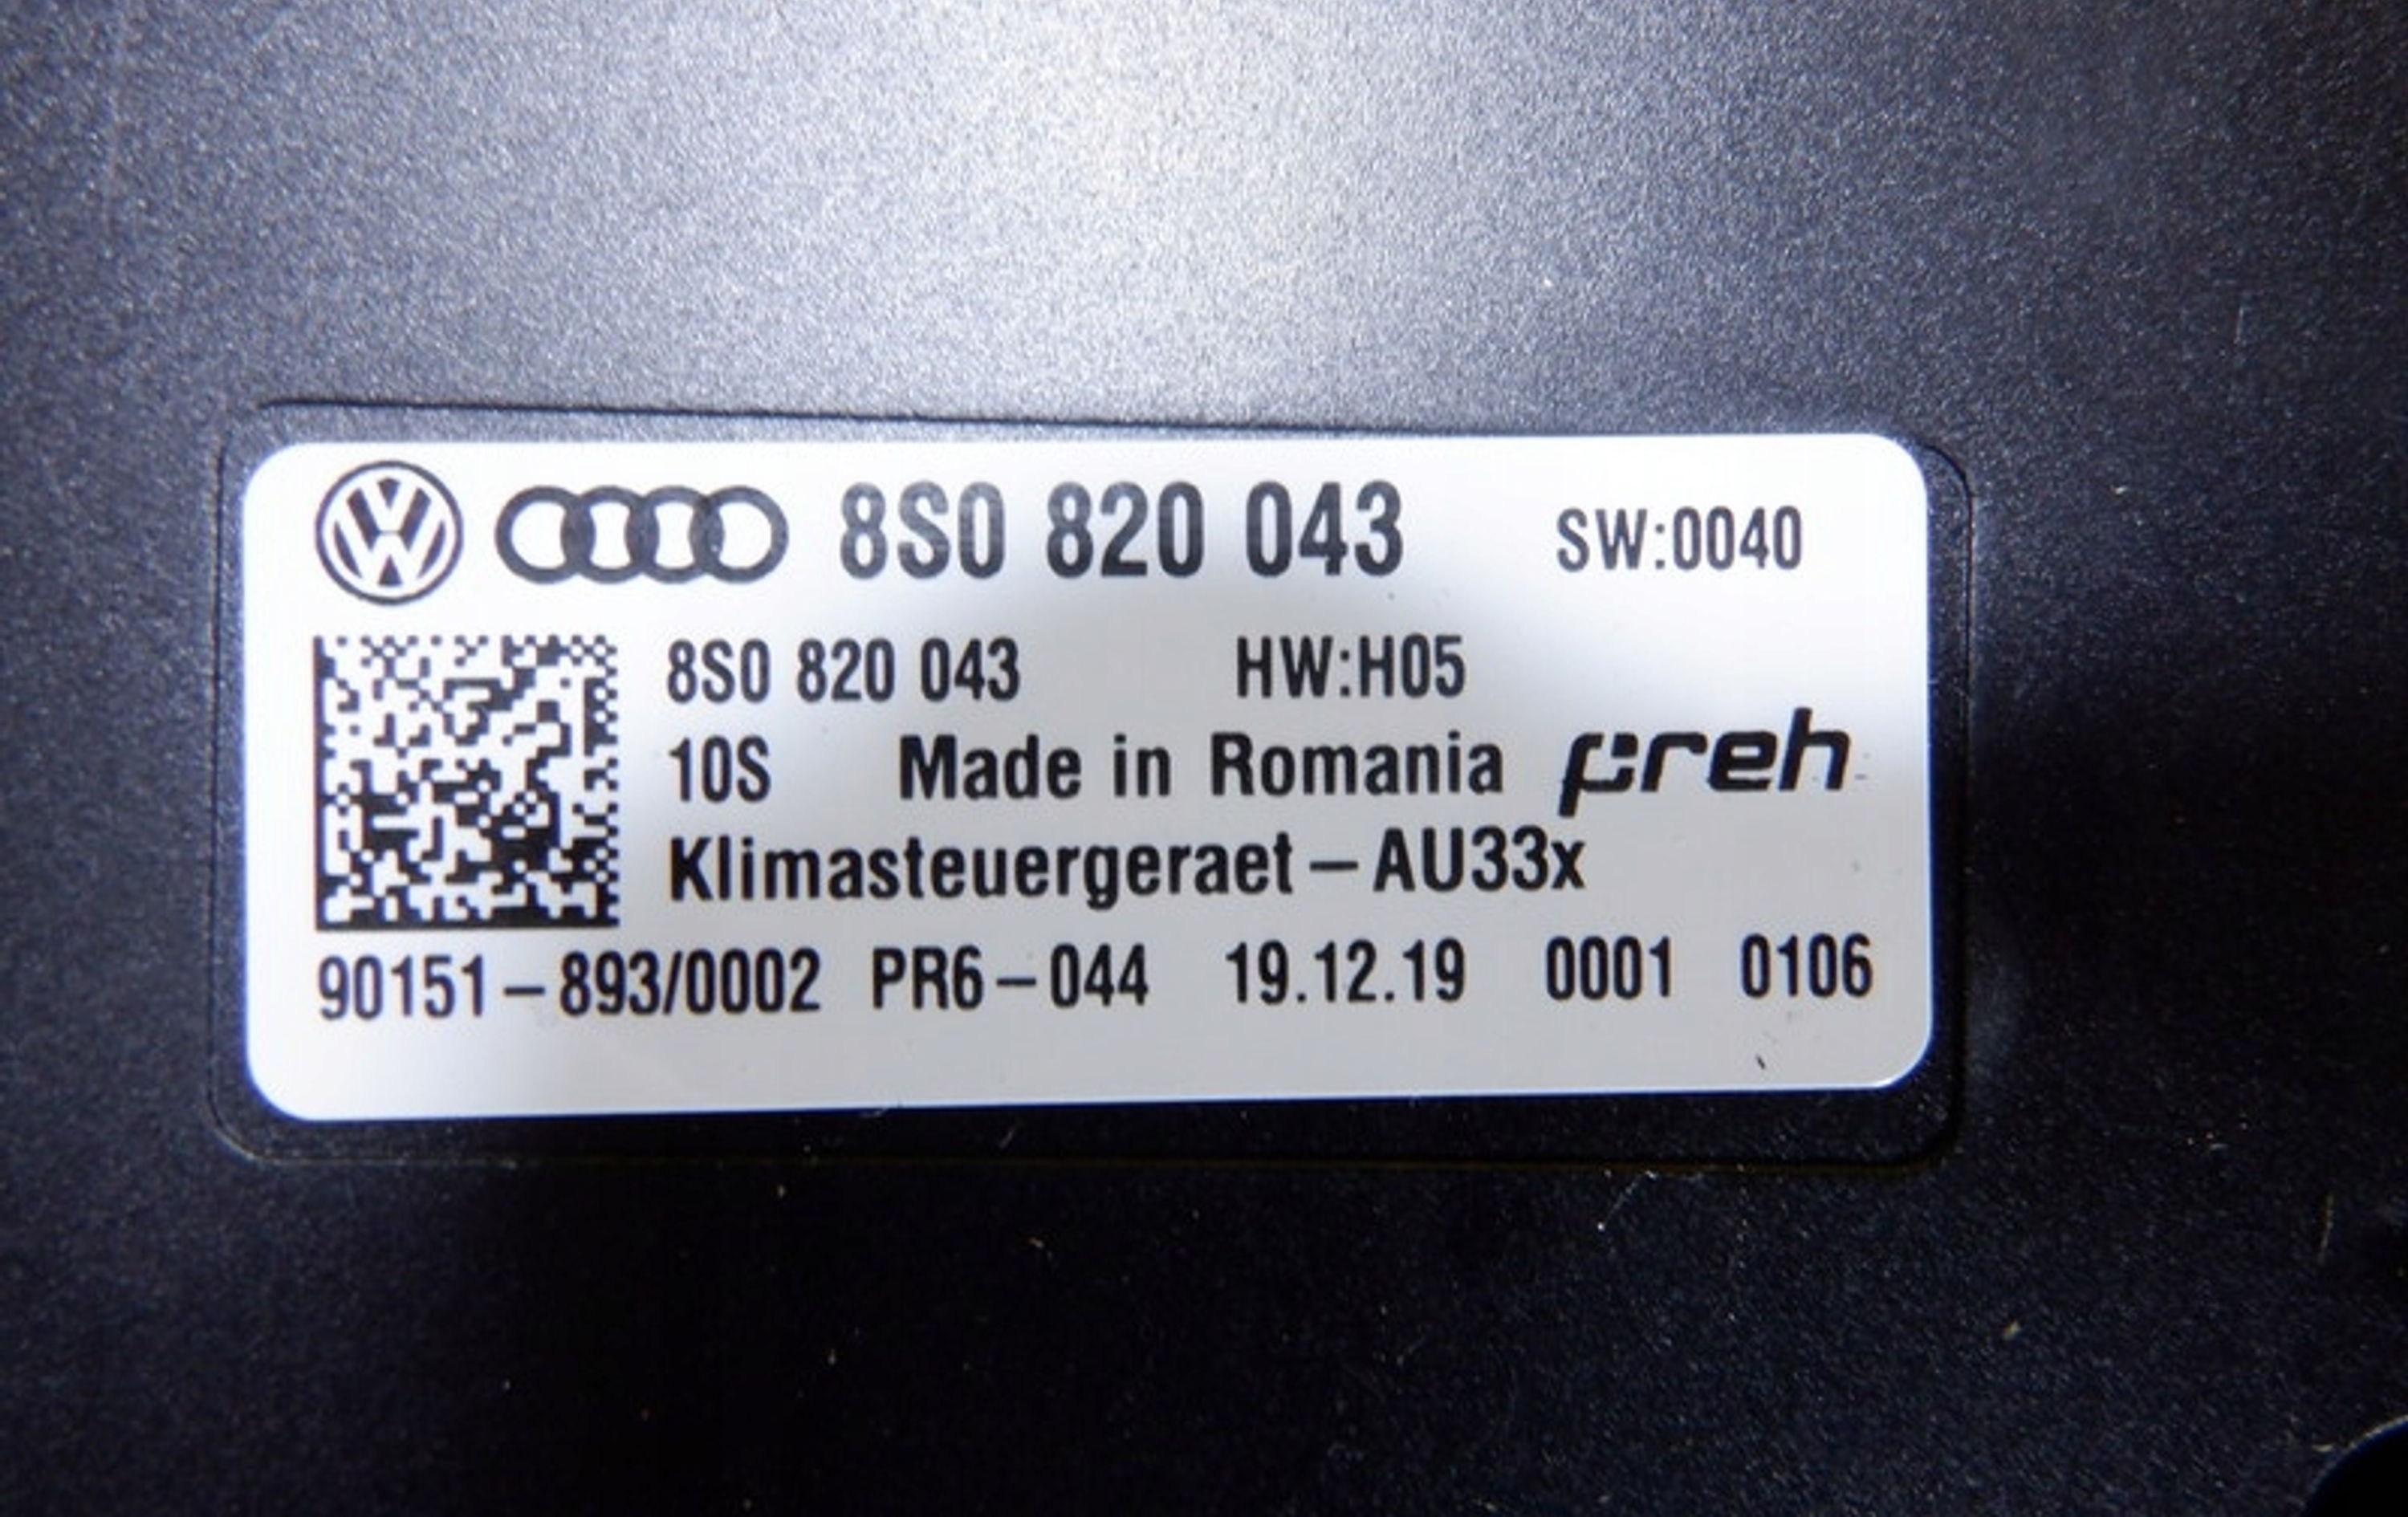 8S0 820 043 SW:0040
8S0 820 043 HW:H05
10S Made in Romania preh
Klimasteuergeraet-AU33x
90151-893/0002 PR6-044 19.12.19 0001 0106